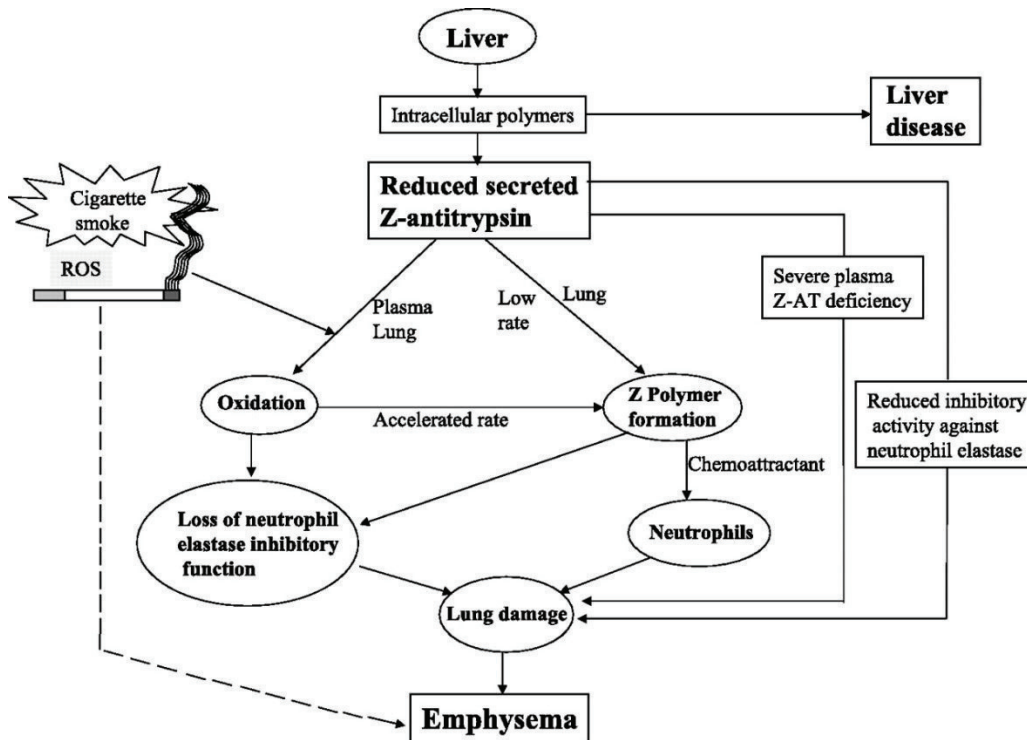 Liver
Intracellular polymers
Liver
disease
Reduced secreted
Z-antitrypsin
Cigarette
smoke
ROS
Plasma
Lung
Low
rate
Lung
Severe plasma
Z-AT deficiency
Oxidation
Accelerated rate
Z Polymer
formation
Reduced inhibitory
activity against
neutrophil elastase
Chemoattractant
Loss of neutrophil
elastase inhibitory
function
Neutrophils
Lung damage
Emphysema